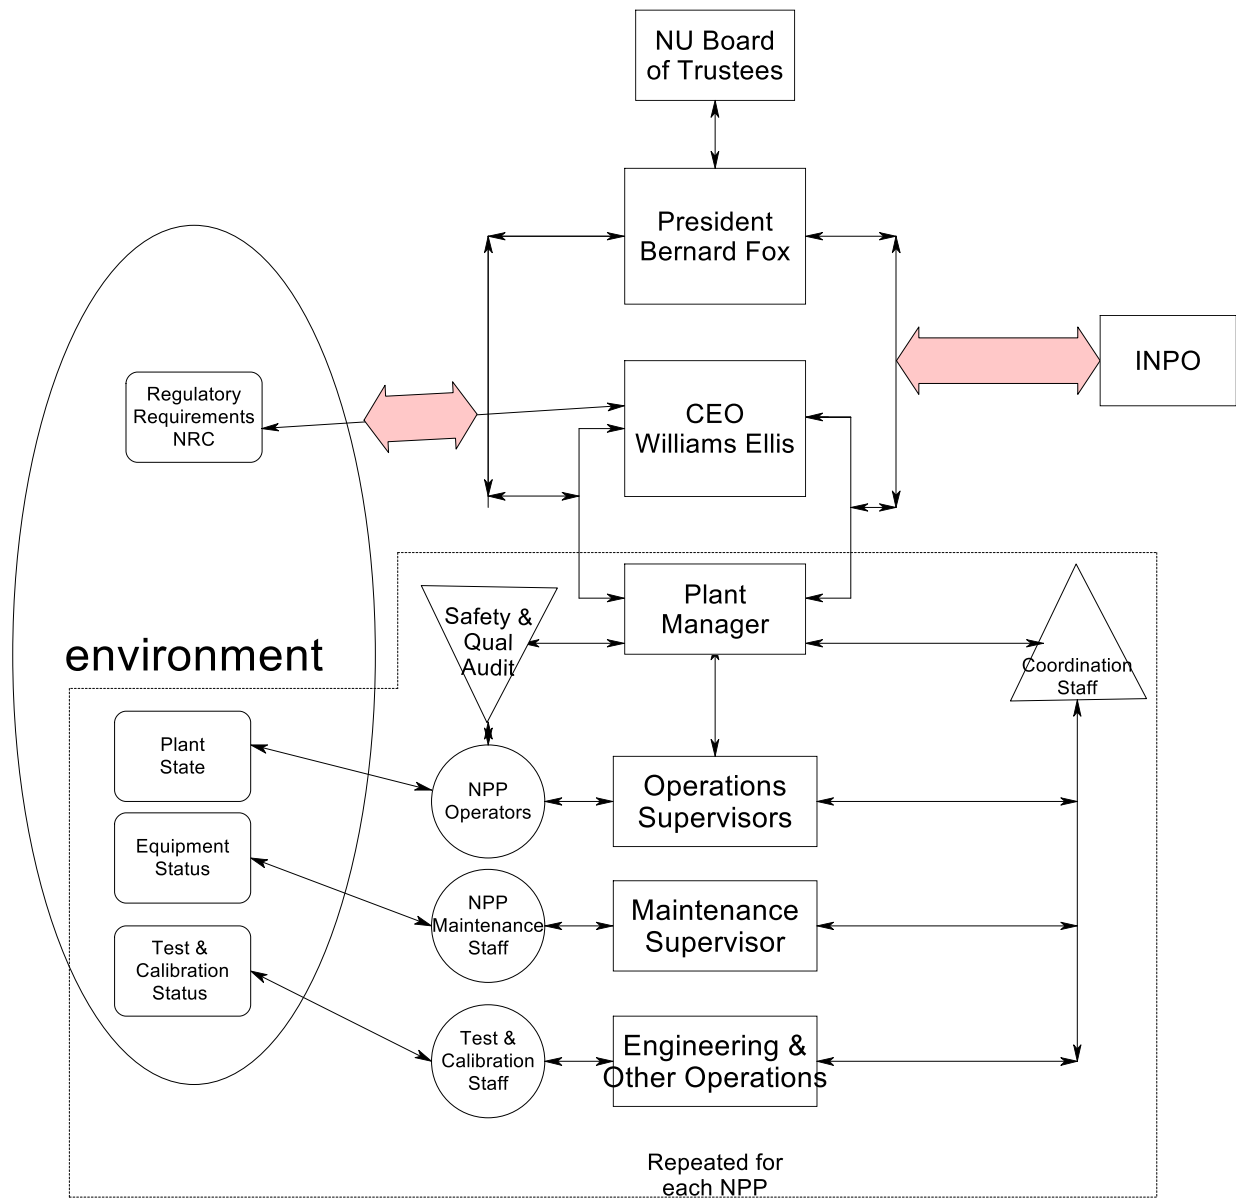 NU Board
of Trustees
President
Bernard Fox
INPO
Regulatory
Requirements
NRC
CEO
Williams Ellis
Plant
Manager
Safety &
Qual
Audit
Coordination
Staff
environment
Plant
State
NPP
Operators
Operations
Supervisors
Equipment
Status
NPP
Maintenance
Staff
Maintenance
Supervisor
Test &
Calibration
Status
Test &
Calibration
Staff
Engineering &
Other Operations
Repeated for
each NPP